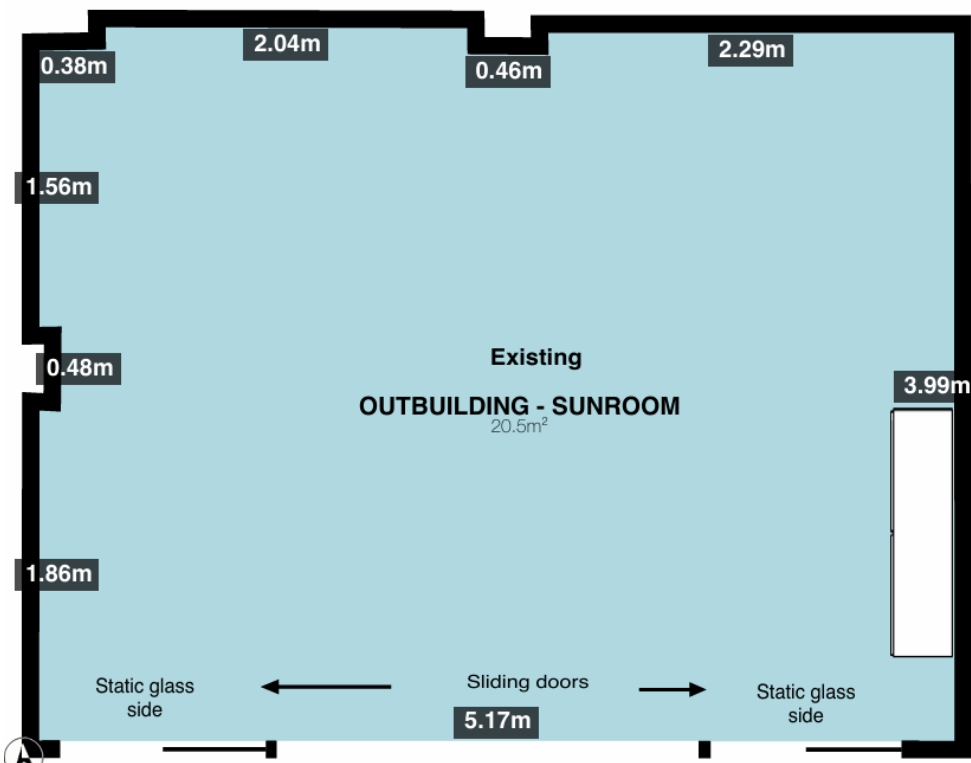 2.04m
2.29m
0.38m
0.46m
1.56m
0.48m
Existing
3.99m
OUTBUILDING - SUNROOM
20.5m²
1.86m
Static glass
side
Sliding doors
Static glass
side
5.17m